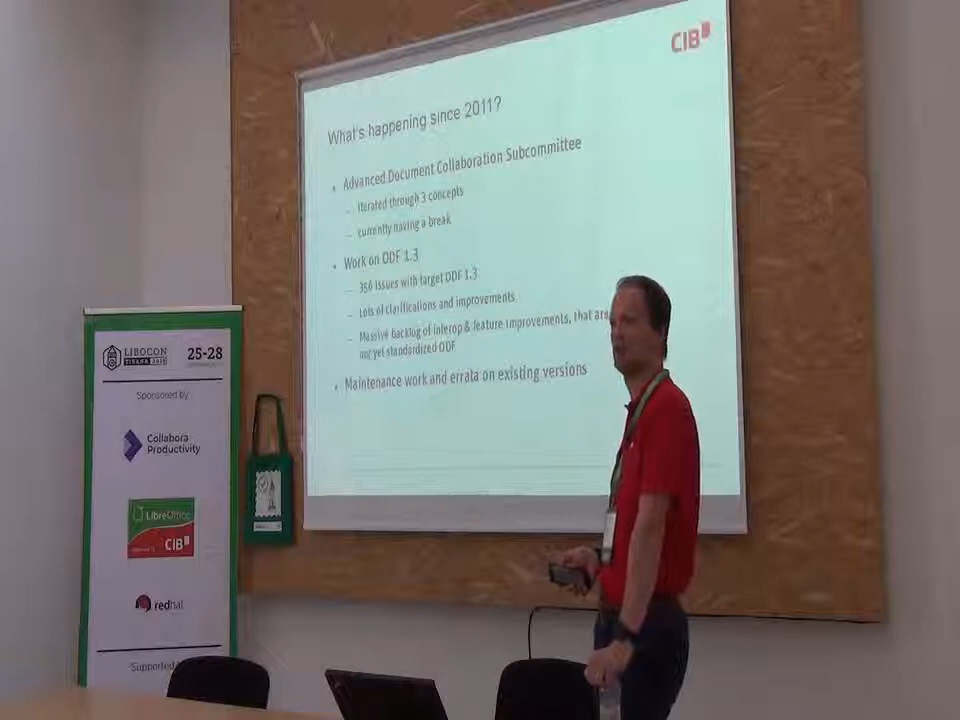 CIB
What's happening since 2011?
• Advanced Document Collaboration Subcommittee
– Iterated through 3 concepts
– currently having a break
• Work on ODF 1.3
– 356 issues with target ODF 1.3
– Lots of clarifications and improvements
– Massive backlog of interop & feature improvements, that are
not yet standardized ODF
• Maintenance work and errata on existing versions
LIBOCON
TIRANA 2018
25-28
Sponsored by
Collabora
Productivity
LibreOffice
CIB
redhat
Supported